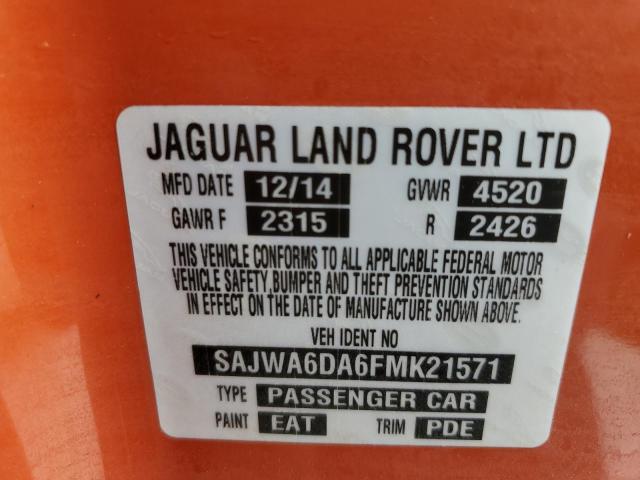 JAGUAR LAND ROVER LTD
MFD DATE 12/14 GVWR 4520
GAWR F 2315 R 2426
THIS VEHICLE CONFORMS TO ALL APPLICABLE FEDERAL MOTOR
VEHICLE SAFETY, BUMPER AND THEFT PREVENTION STANDARDS
IN EFFECT ON THE DATE OF MANUFACTURE SHOWN ABOVE.
VEH IDENT NO
SAJWA6DA6FMK21571
TYPE PASSENGER CAR
PAINT EAT TRIM PDE